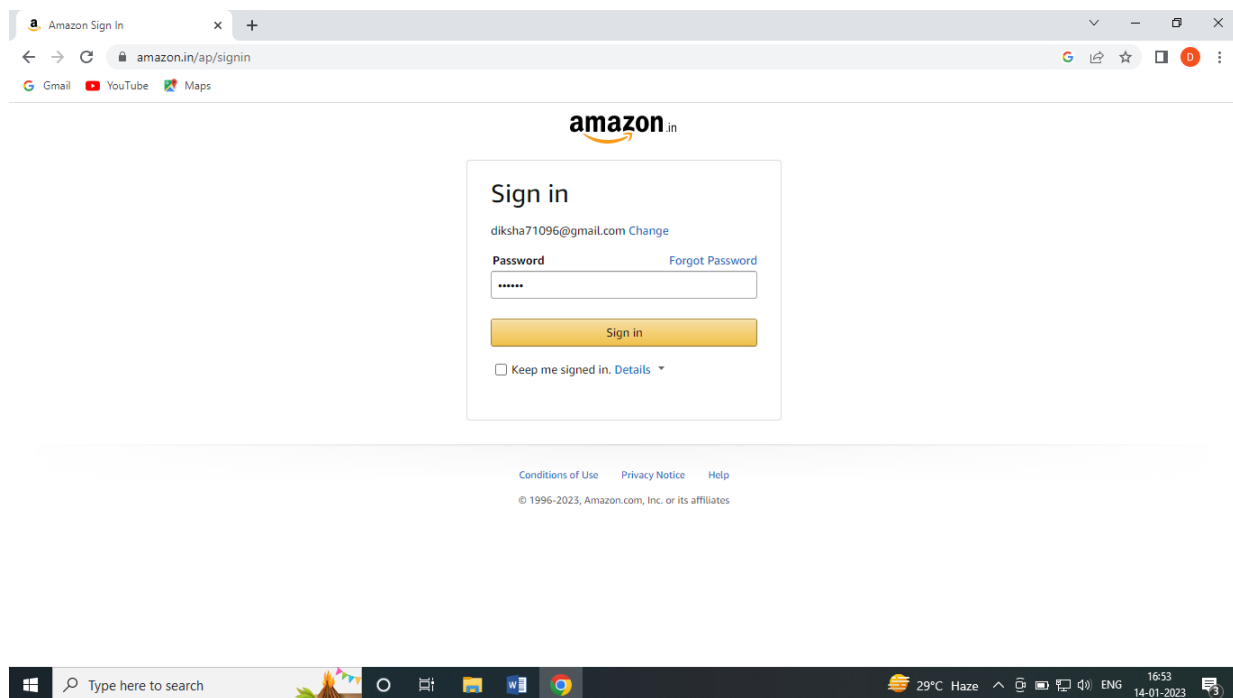 Amazon Sign In
amazon.in/ap/signin
G D
G Gmail YouTube Maps
amazon.in
Sign in
diksha71096@gmail.com Change
Password Forgot Password
••••••
Sign in
Keep me signed in. Details
Conditions of Use Privacy Notice Help
© 1996-2023, Amazon.com, Inc. or its affiliates
Type here to search 29°C Haze ENG 16:53
14-01-2023 3